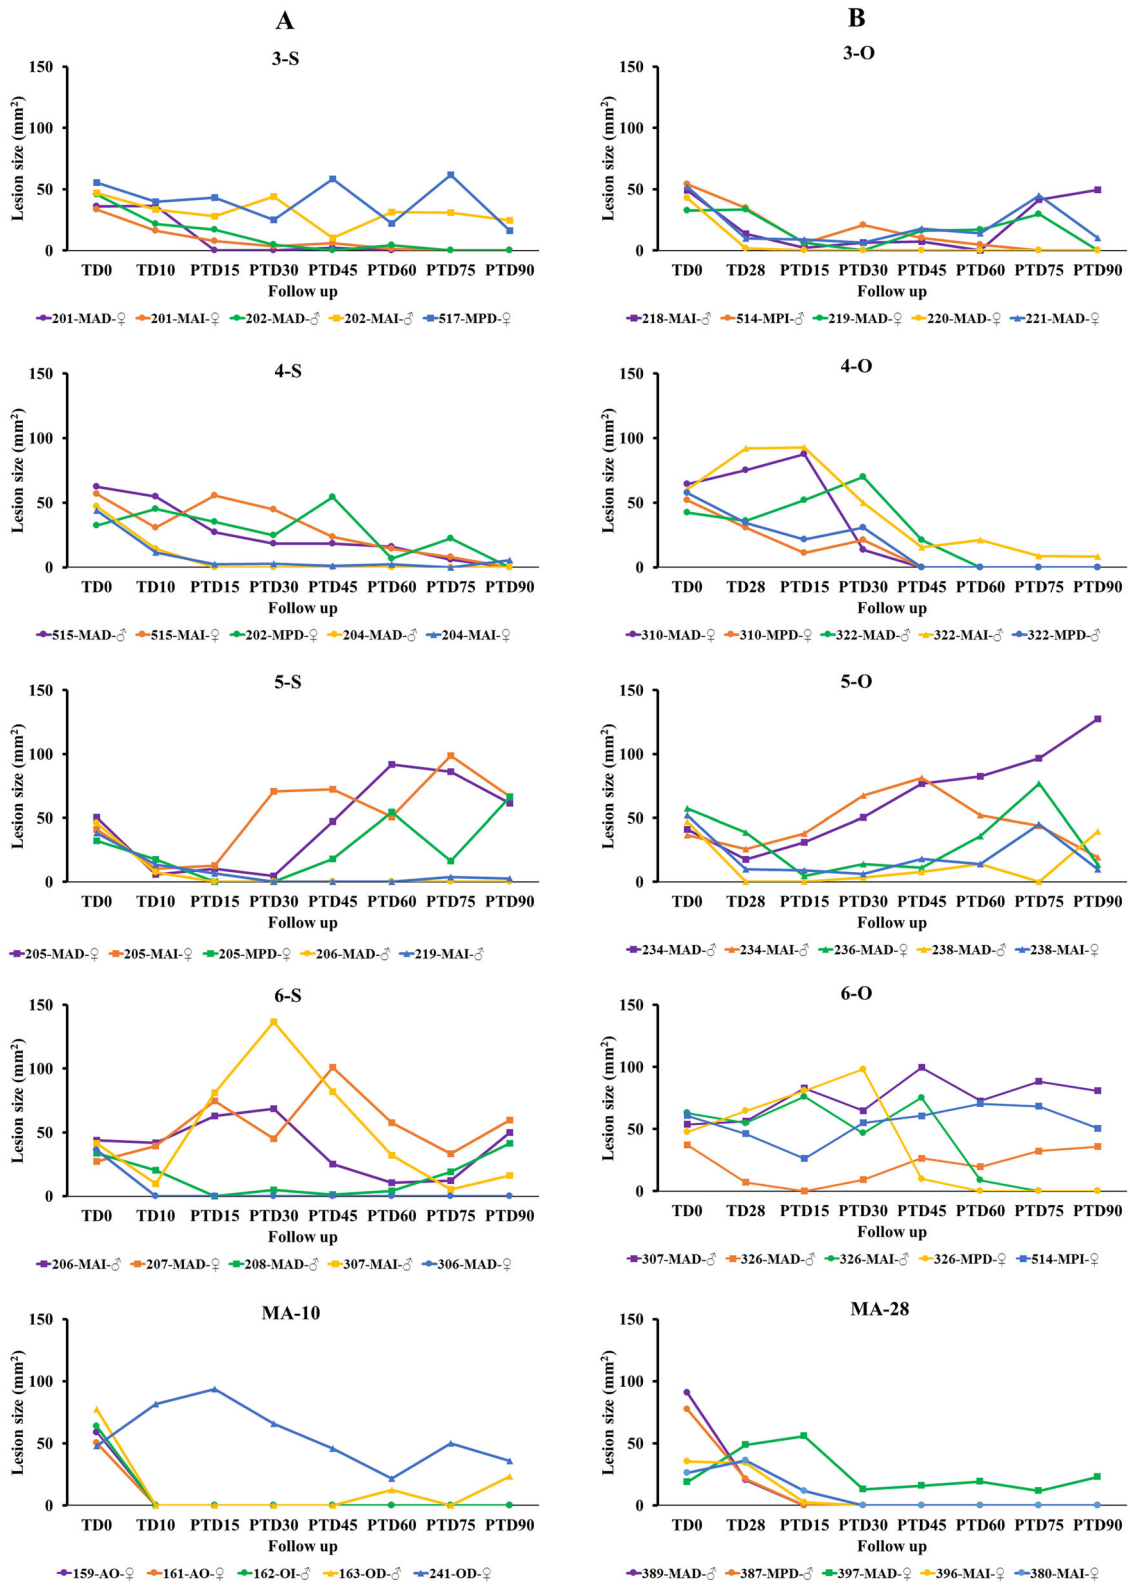 A
3-S
Lesion size (mm²)
150
100
50
0
TD0 TD10 PTD15 PTD30 PTD45 PTD60 PTD75 PTD90
Follow up
201-MAD-♀ 201-MAI-♀ 202-MAD-♂ 202-MAI-♂ 517-MPD-♀
4-S
Lesion size (mm²)
150
100
50
0
TD0 TD10 PTD15 PTD30 PTD45 PTD60 PTD75 PTD90
Follow up
515-MAD-♂ 515-MAI-♀ 202-MPD-♀ 204-MAD-♂ 204-MAI-♀
5-S
Lesion size (mm²)
150
100
50
0
TD0 TD10 PTD15 PTD30 PTD45 PTD60 PTD75 PTD90
Follow up
205-MAD-♀ 205-MAI-♀ 205-MPD-♀ 206-MAD-♂ 219-MAI-♂
6-S
Lesion size (mm²)
150
100
50
0
TD0 TD10 PTD15 PTD30 PTD45 PTD60 PTD75 PTD90
Follow up
206-MAI-♂ 207-MAD-♀ 208-MAD-♂ 307-MAI-♂ 306-MAD-♀
MA-10
Lesion size (mm²)
150
100
50
0
TD0 TD10 PTD15 PTD30 PTD45 PTD60 PTD75 PTD90
Follow up
159-AO-♀ 161-AO-♀ 162-OI-♂ 163-OD-♂ 241-OD-♀
B
3-O
Lesion size (mm²)
150
100
50
0
TD0 TD28 PTD15 PTD30 PTD45 PTD60 PTD75 PTD90
Follow up
218-MAI-♂ 514-MPI-♂ 219-MAD-♀ 220-MAD-♀ 221-MAD-♀
4-O
Lesion size (mm²)
150
100
50
0
TD0 TD28 PTD15 PTD30 PTD45 PTD60 PTD75 PTD90
Follow up
310-MAD-♀ 310-MPD-♀ 322-MAD-♂ 322-MAI-♂ 322-MPD-♂
5-O
Lesion size (mm²)
150
100
50
0
TD0 TD28 PTD15 PTD30 PTD45 PTD60 PTD75 PTD90
Follow up
234-MAD-♂ 234-MAI-♂ 236-MAD-♀ 238-MAD-♂ 238-MAI-♀
6-O
Lesion size (mm²)
150
100
50
0
TD0 TD28 PTD15 PTD30 PTD45 PTD60 PTD75 PTD90
Follow up
307-MAD-♂ 326-MAD-♂ 326-MAI-♂ 326-MPD-♀ 514-MPI-♀
MA-28
Lesion size (mm²)
150
100
50
0
TD0 TD28 PTD15 PTD30 PTD45 PTD60 PTD75 PTD90
Follow up
389-MAD-♂ 387-MPD-♂ 397-MAD-♀ 396-MAI-♀ 380-MAI-♀